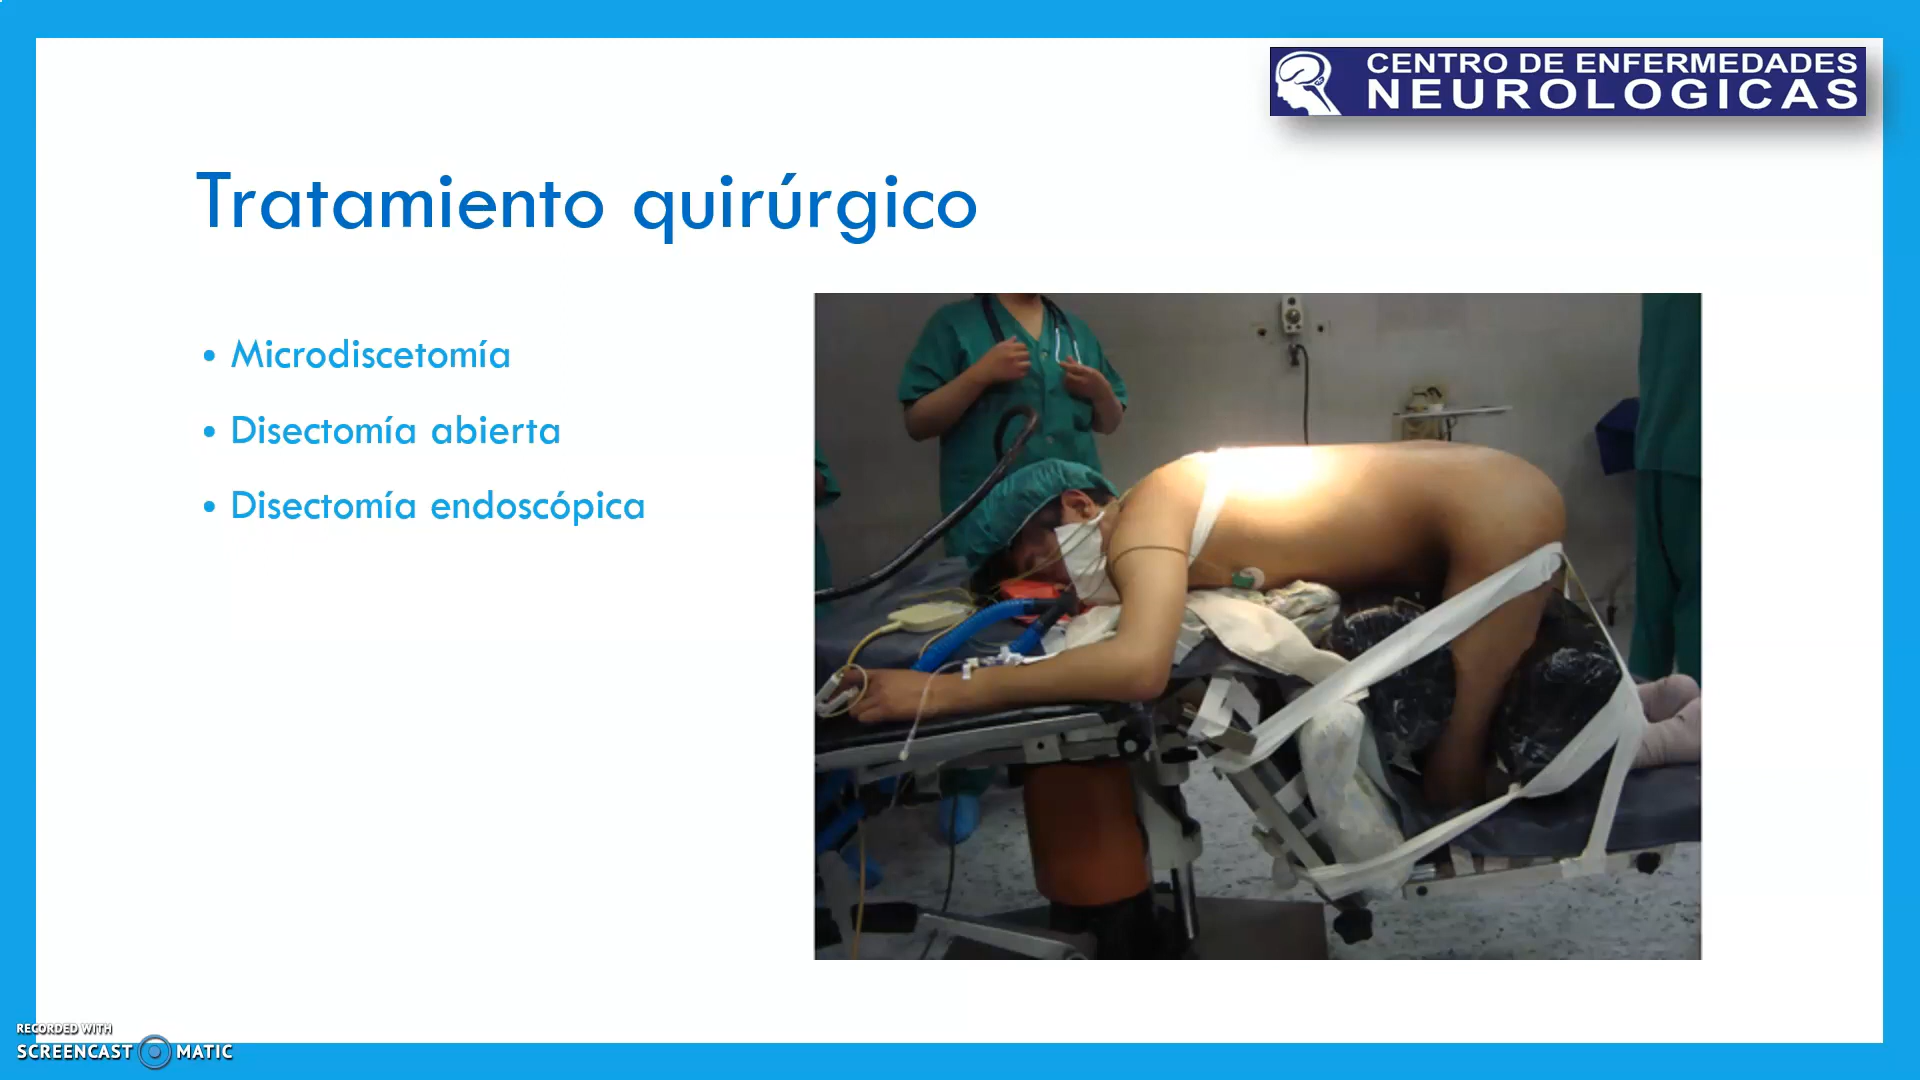 CENTRO DE ENFERMEDADES
NEUROLOGICAS
Tratamiento quirúrgico
• Microdiscetomía
• Disectomía abierta
• Disectomía endoscópica
RECORDED WITH
SCREENCAST MATIC